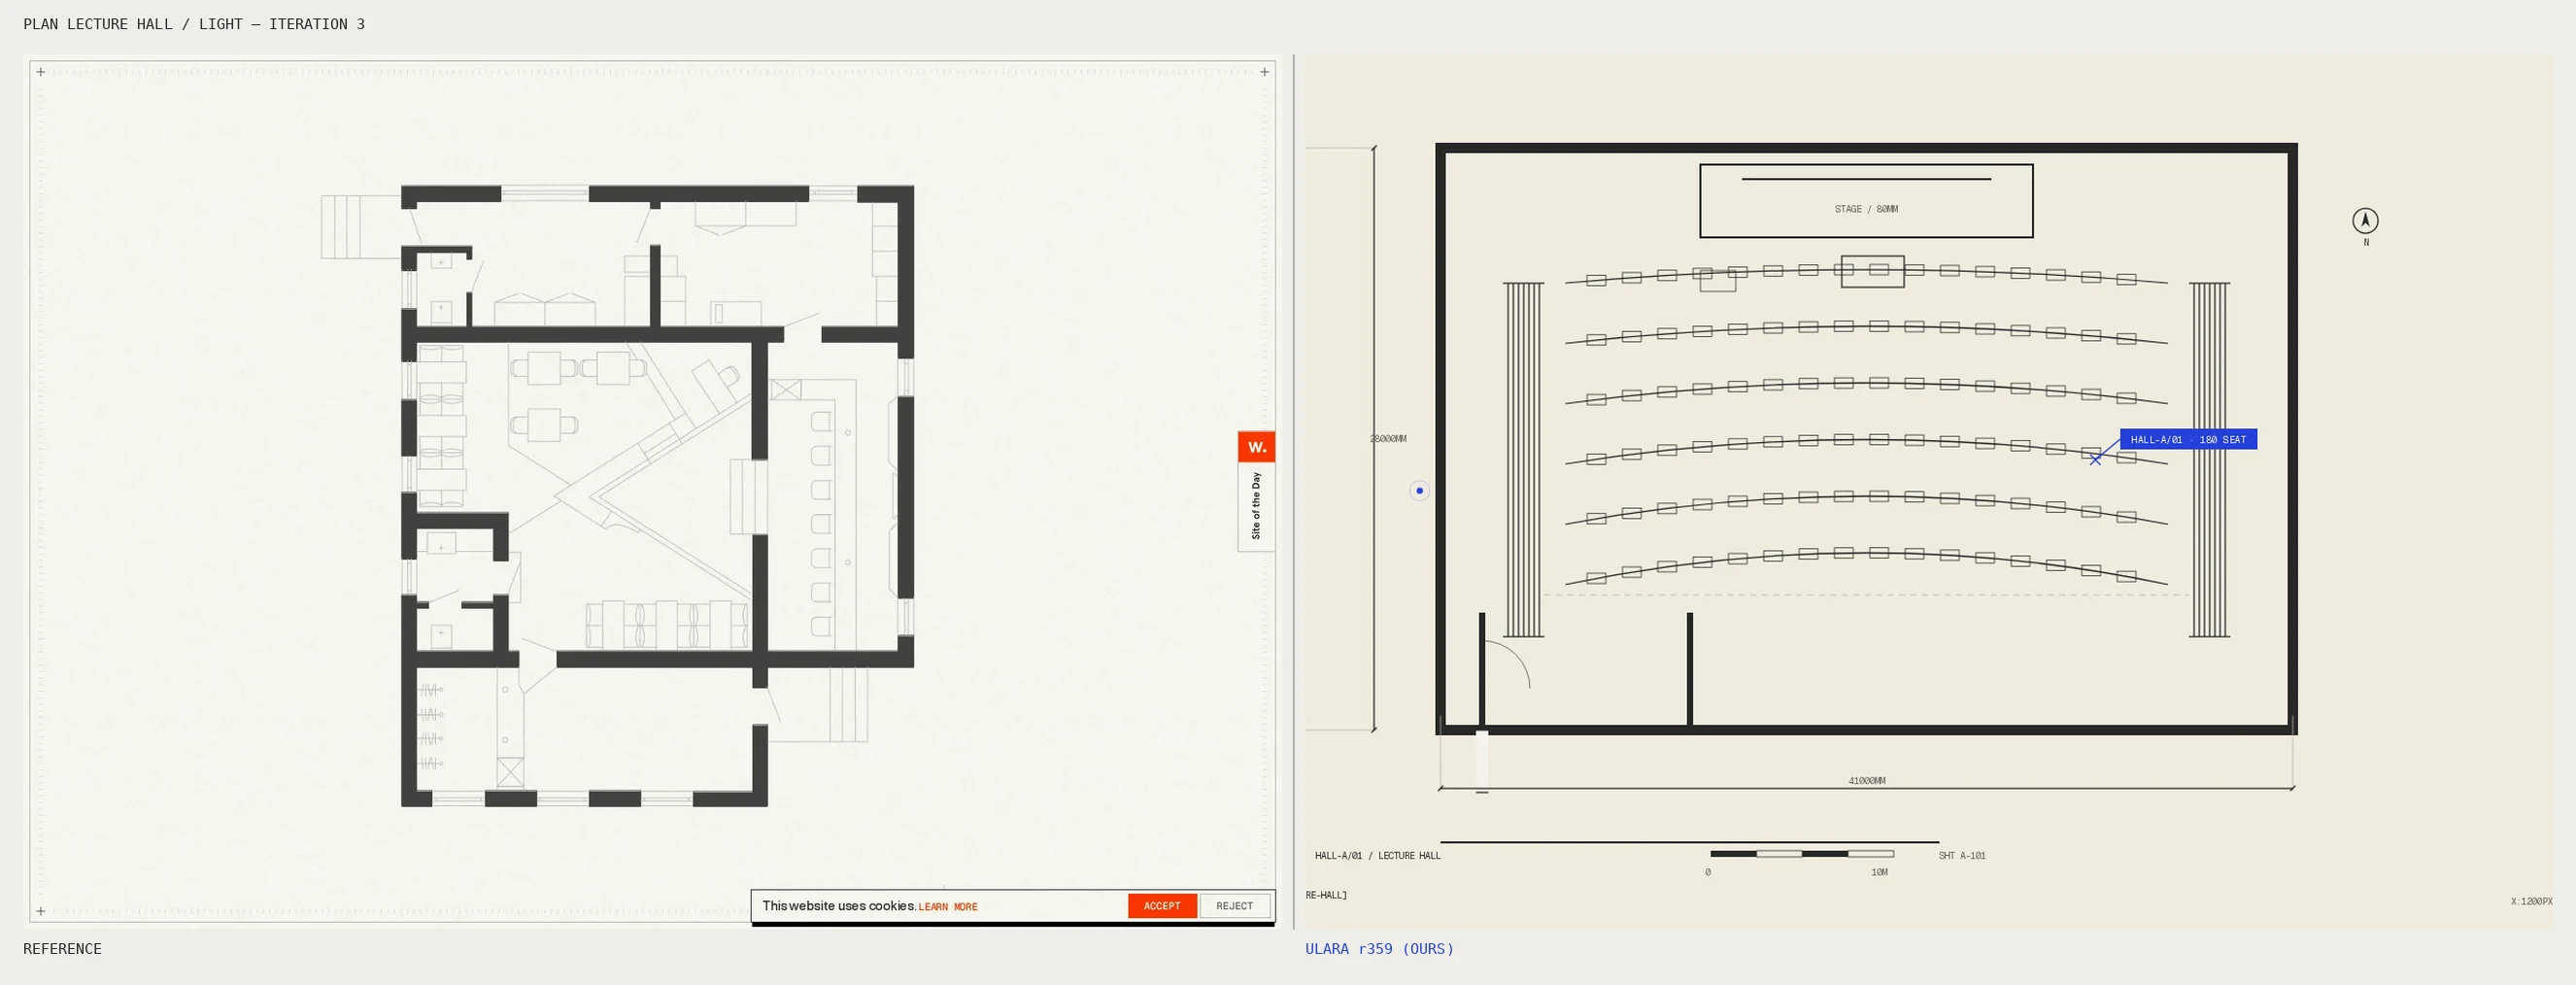 PLAN LECTURE HALL / LIGHT — ITERATION 3
W.
Site of the Day
This website uses cookies. LEARN MORE
ACCEPT
REJECT
REFERENCE
STAGE / 80MM
N
28000MM
HALL-A/01 · 180 SEAT
41000MM
HALL-A/01 / LECTURE HALL
SHT A-101
0
10M
RE-HALL]
X:1200PX
ULARA r359 (OURS)